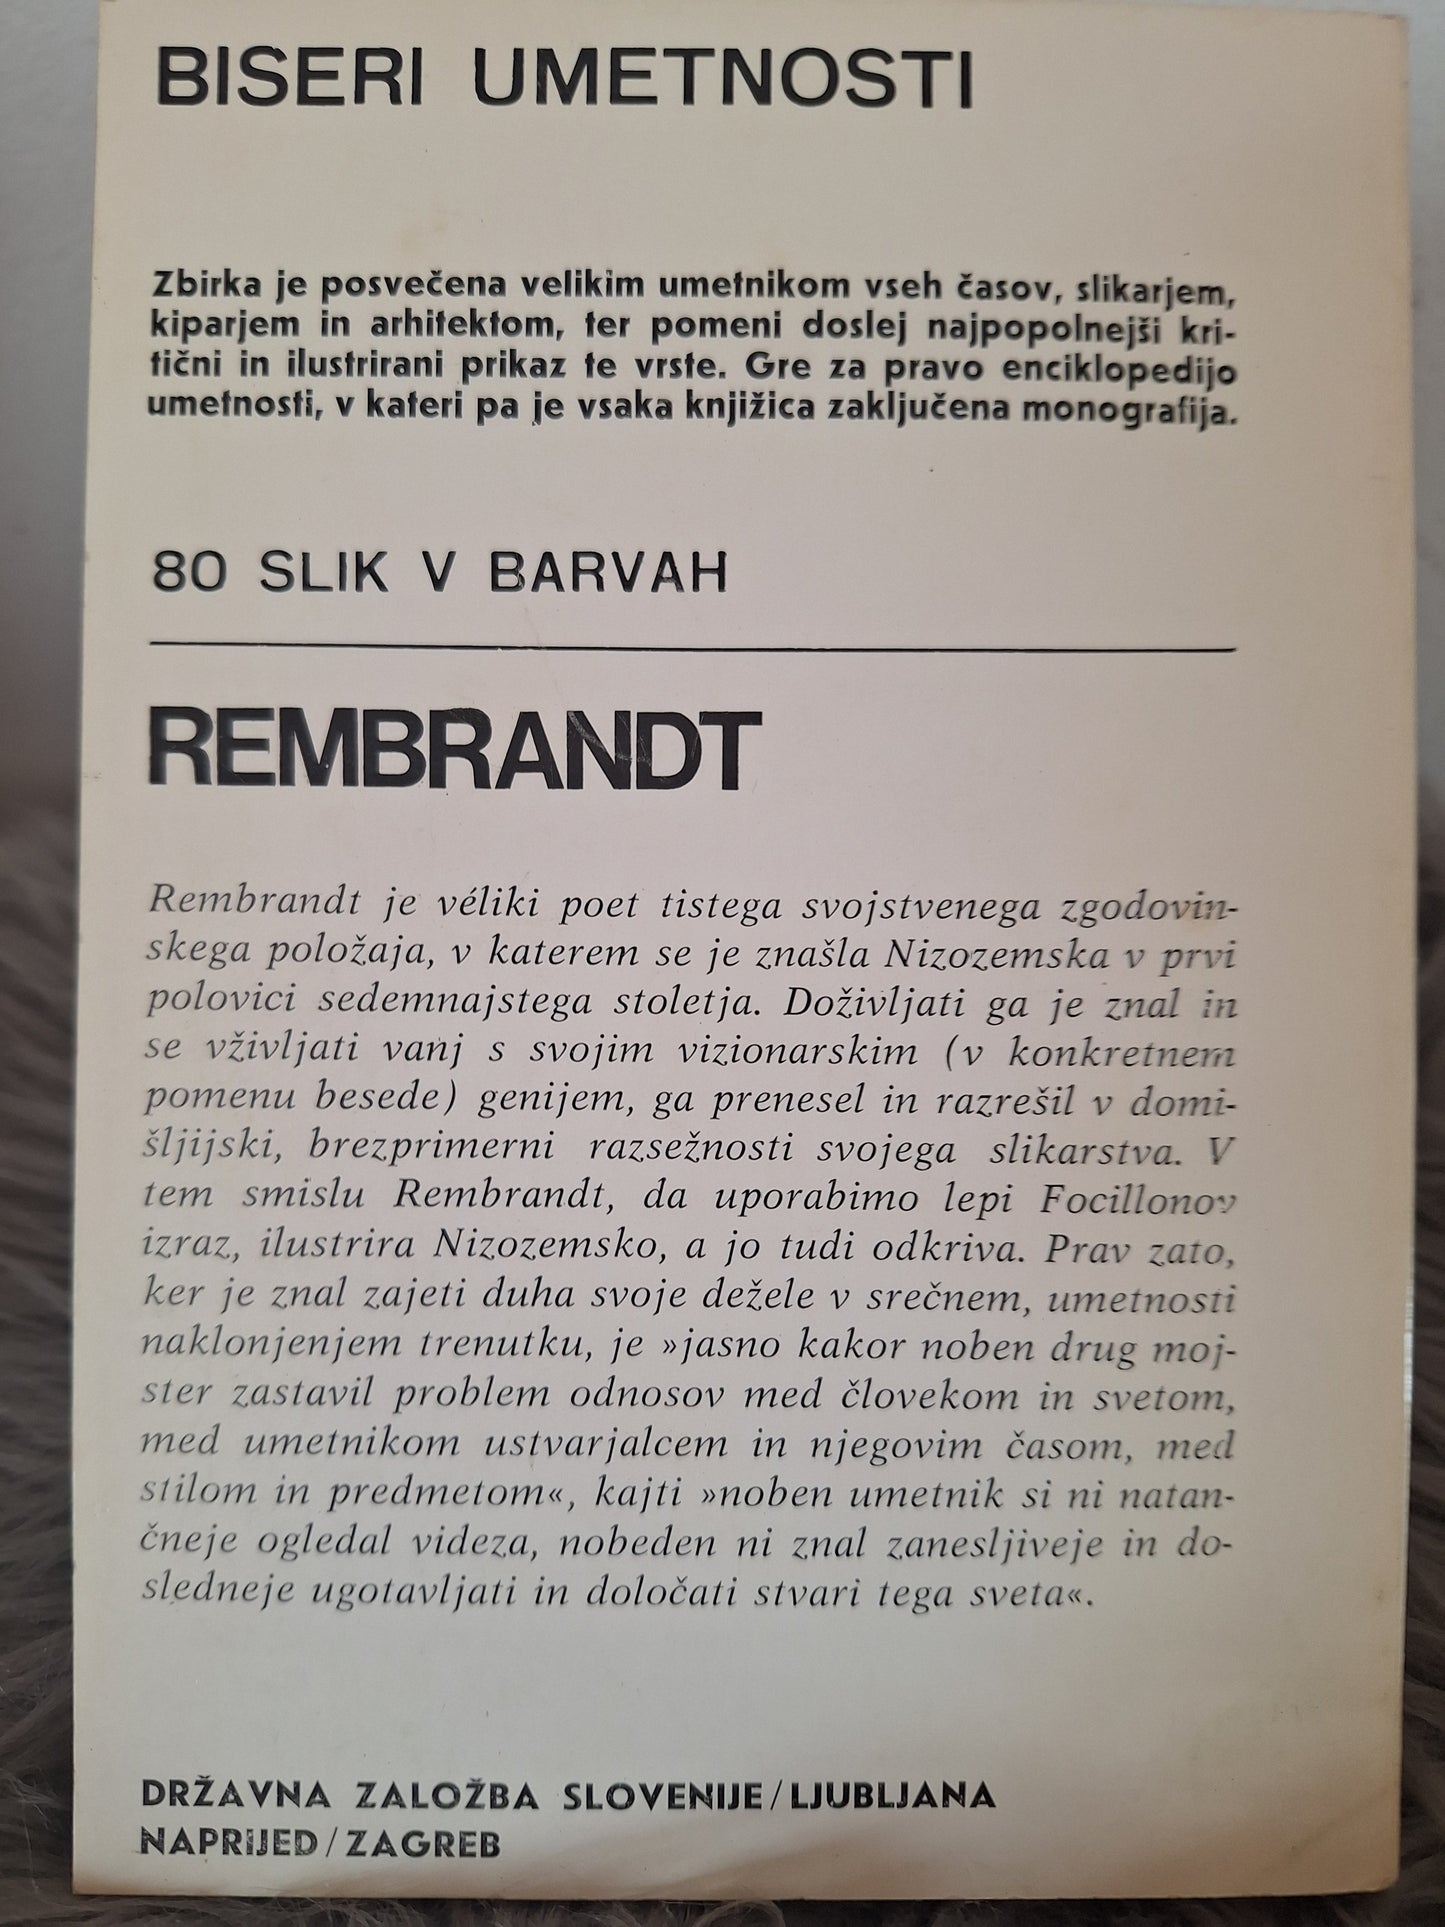 BISERI UMETNOSTI
Zbirka je posvečena velikim umetnikom vseh časov, slikarjem,
kiparjem in arhitektom, ter pomeni doslej najpopolnejši kri-
tični in ilustrirani prikaz te vrste. Gre za pravo enciklopedijo
umetnosti, v kateri pa je vsaka knjižica zaključena monografija.
80 SLIK V BARVAH
REMBRANDT
Rembrandt je véliki poet tistega svojstvenega zgodovin-
skega položaja, v katerem se je znašla Nizozemska v prvi
polovici sedemnajstega stoletja. Doživljati ga je znal in
se vživljati vanj s svojim vizionarskim (v konkretnem
pomenu besede) genijem, ga prenesel in razrešil v domi-
šljijski, brezprimerni razsežnosti svojega slikarstva. V
tem smislu Rembrandt, da uporabimo lepi Focillonov
izraz, ilustrira Nizozemsko, a jo tudi odkriva. Prav zato,
ker je znal zajeti duha svoje dežele v srečnem, umetnosti
naklonjenjem trenutku, je »jasno kakor noben drug moj-
ster zastavil problem odnosov med človekom in svetom,
med umetnikom ustvarjalcem in njegovim časom, med
stilom in predmetom«, kajti »noben umetnik si ni natan-
čneje ogledal videza, nobeden ni znal zanesljiveje in do-
sledneje ugotavljati in določati stvari tega sveta«.
DRŽAVNA ZALOŽBA SLOVENIJE/LJUBLJANA
NAPRIJED/ZAGREB